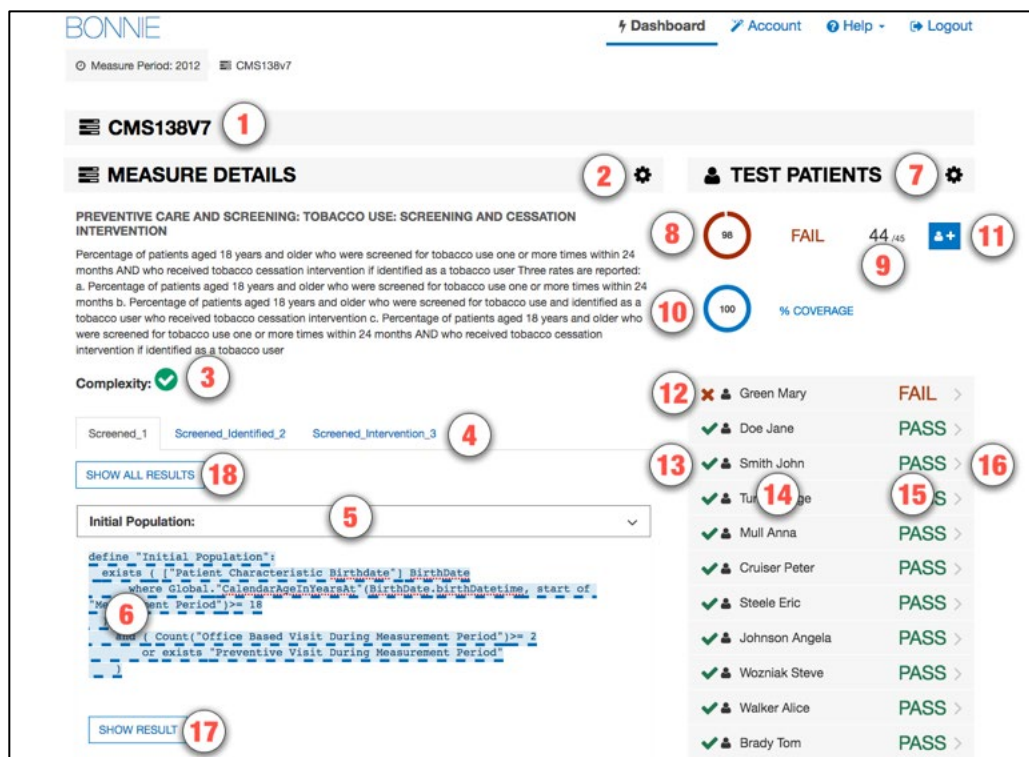 BONNIE
Dashboard Account Help Logout
Measure Period: 2012 CMS138v7
CMS138V7 1
MEASURE DETAILS 2
TEST PATIENTS 7
PREVENTIVE CARE AND SCREENING: TOBACCO USE: SCREENING AND CESSATION
INTERVENTION
Percentage of patients aged 18 years and older who were screened for tobacco use one or more times within 24
months AND who received tobacco cessation intervention if identified as a tobacco user Three rates are reported:
a. Percentage of patients aged 18 years and older who were screened for tobacco use one or more times within 24
months b. Percentage of patients aged 18 years and older who were screened for tobacco use and identified as a
tobacco user who received tobacco cessation intervention c. Percentage of patients aged 18 years and older who
were screened for tobacco use one or more times within 24 months AND who received tobacco cessation
intervention if identified as a tobacco user
Complexity: 3
Screened_1 Screened_Identified_2 Screened_Intervention_3 4
SHOW ALL RESULTS 18
Initial Population: 5
define "Initial Population":
exists ( ["Patient Characteristic Birthdate"] BirthDate
where Global."CalendarAgeInYearsAt"(BirthDate.birthDatetime, start of
Period")>= 18
6
and ( Count("Office Based Visit During Measurement Period")>= 2
or exists "Preventive Visit During Measurement Period"
)
SHOW RESULT 17
8 98 FAIL 44 /45 11
9
10 100 % COVERAGE
12 Green Mary FAIL
Doe Jane PASS
13 Smith John PASS 16
14 15
Mull Anna PASS
Cruiser Peter PASS
Steele Eric PASS
Johnson Angela PASS
Wozniak Steve PASS
Walker Alice PASS
Brady Tom PASS